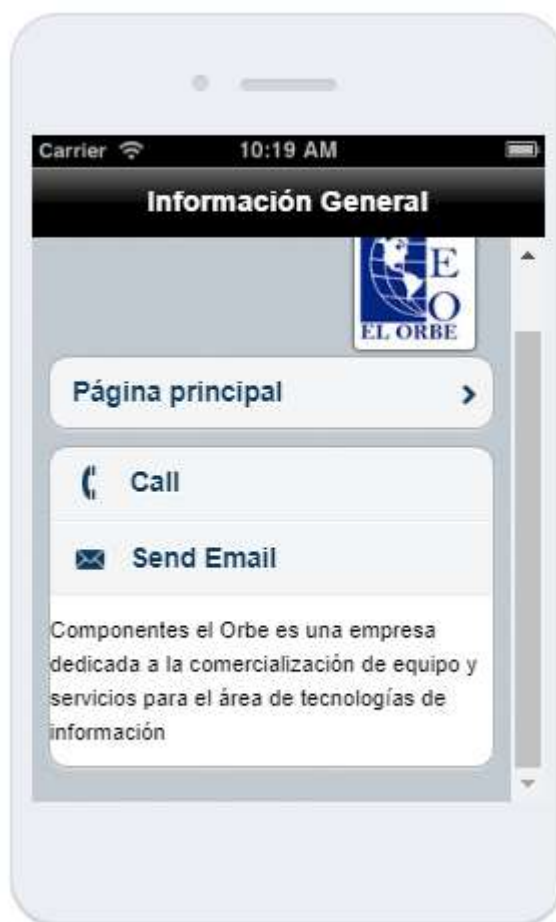 Carrier 10:19 AM
Información General
E
O
EL ORBE
Página principal
Call
Send Email
Componentes el Orbe es una empresa
dedicada a la comercialización de equipo y
servicios para el área de tecnologías de
información